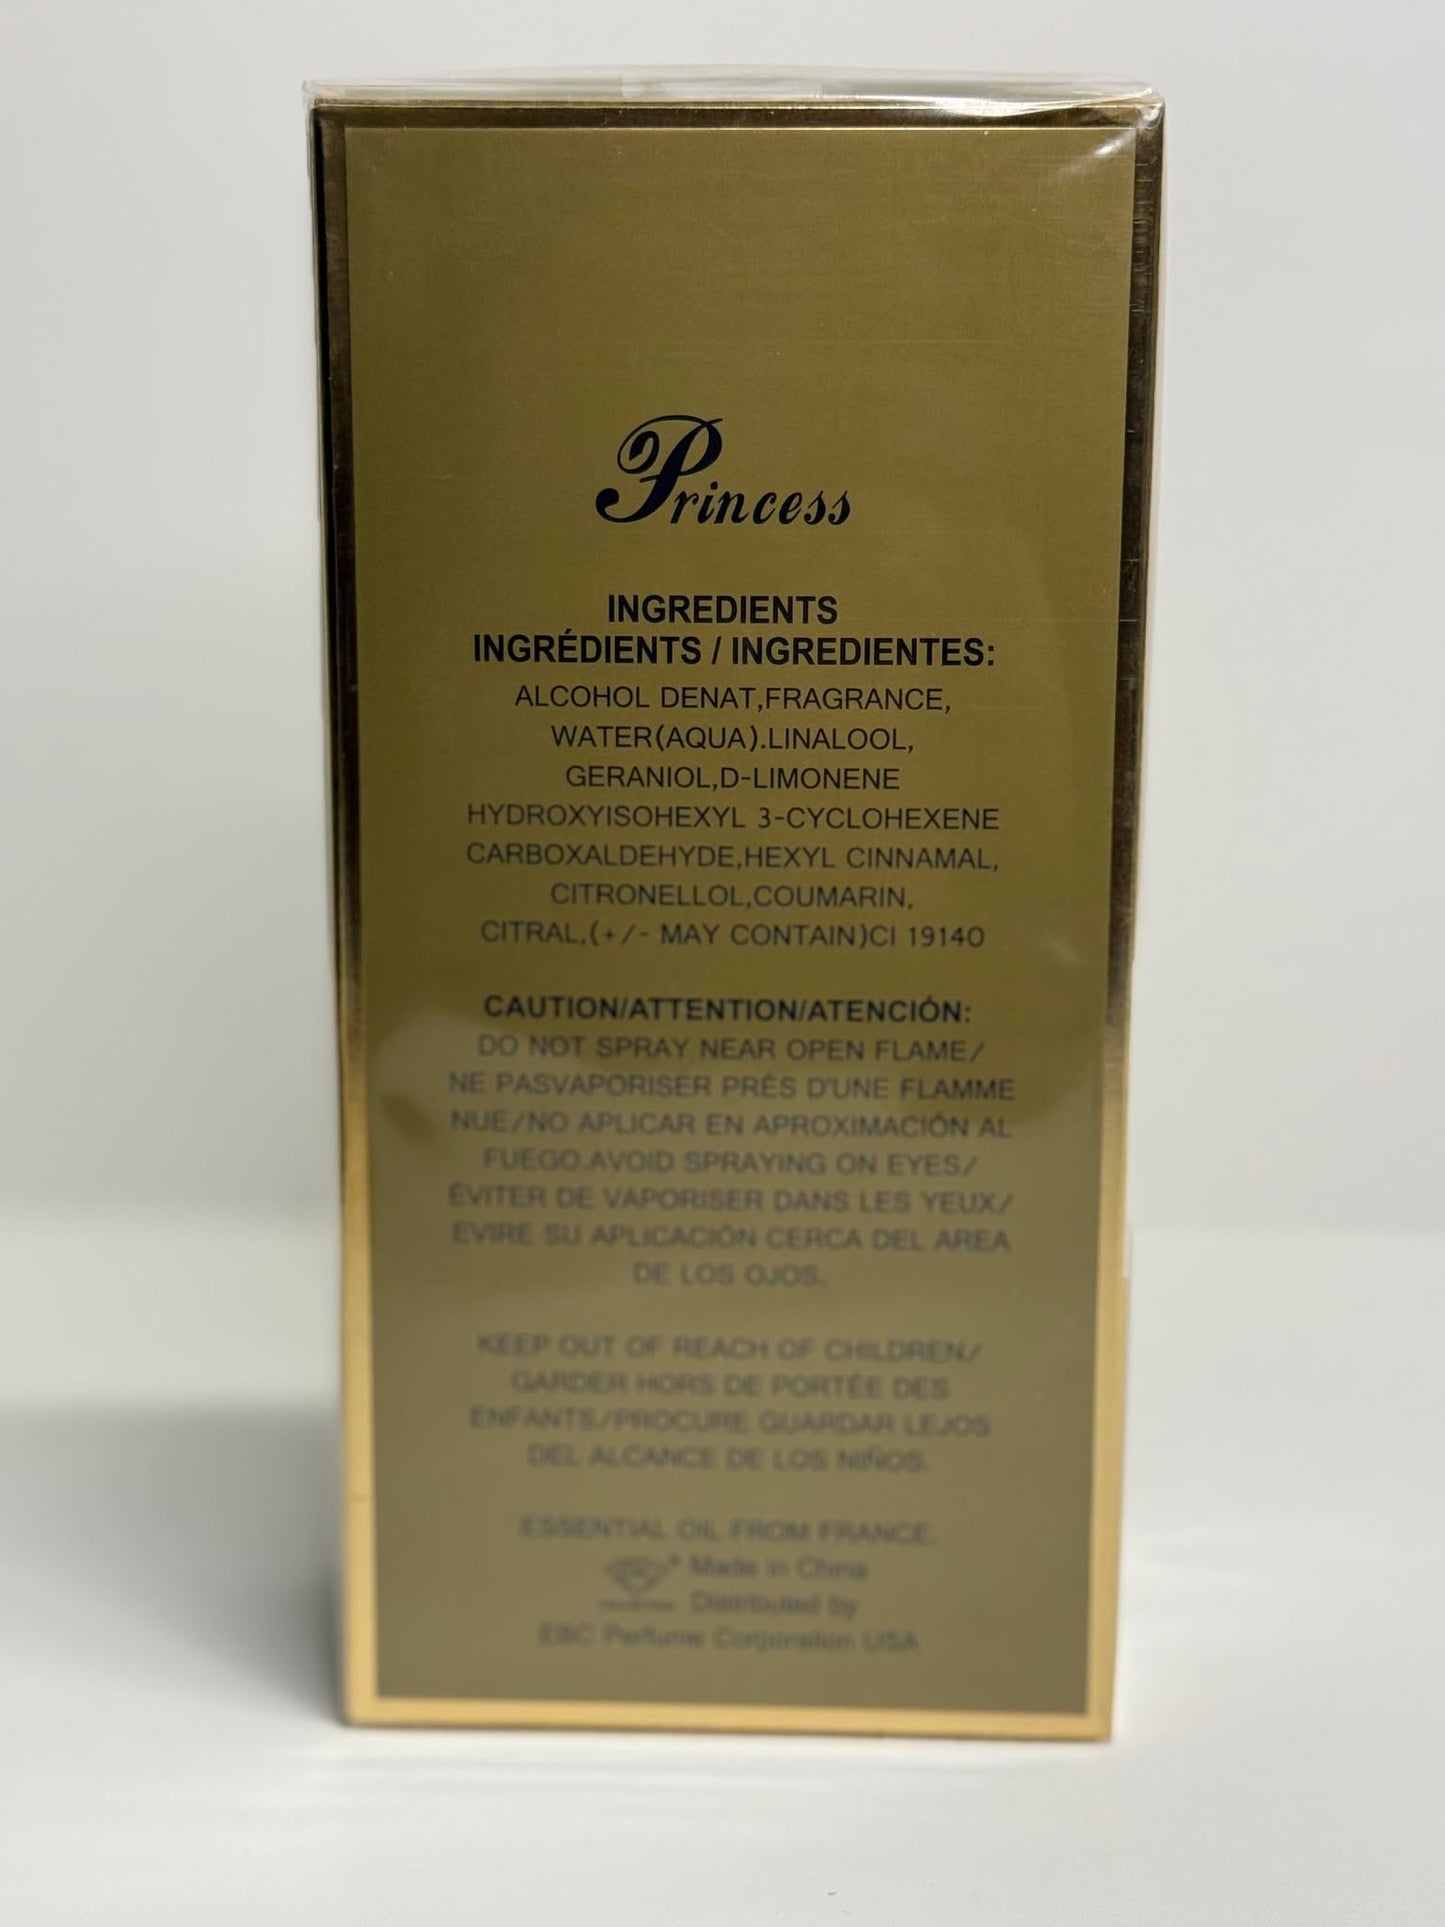 Princess
INGREDIENTS
INGRÉDIENTS / INGREDIENTES:
ALCOHOL DENAT,FRAGRANCE,
WATER(AQUA).LINALOOL,
GERANIOL,D-LIMONENE
HYDROXYISOHEXYL 3-CYCLOHEXENE
CARBOXALDEHYDE,HEXYL CINNAMAL,
CITRONELLOL,COUMARIN,
CITRAL,(+/- MAY CONTAIN)CI 19140
CAUTION/ATTENTION/ATENCIÓN:
DO NOT SPRAY NEAR OPEN FLAME/
NE PASVAPORISER PRÉS D'UNE FLAMME
NUE/NO APLICAR EN APROXIMACIÓN AL
FUEGO.AVOID SPRAYING ON EYES/
ÉVITER DE VAPORISER DANS LES YEUX/
EVIRE SU APLICACIÓN CERCA DEL AREA
DE LOS OJOS.
KEEP OUT OF REACH OF CHILDREN/
GARDER HORS DE PORTÉE DES
ENFANTS/PROCURE GUARDAR LEJOS
DEL ALCANCE DE LOS NIÑOS.
ESSENTIAL OIL FROM FRANCE.
Made in China
Distributed by
EBC Perfume Corporation USA